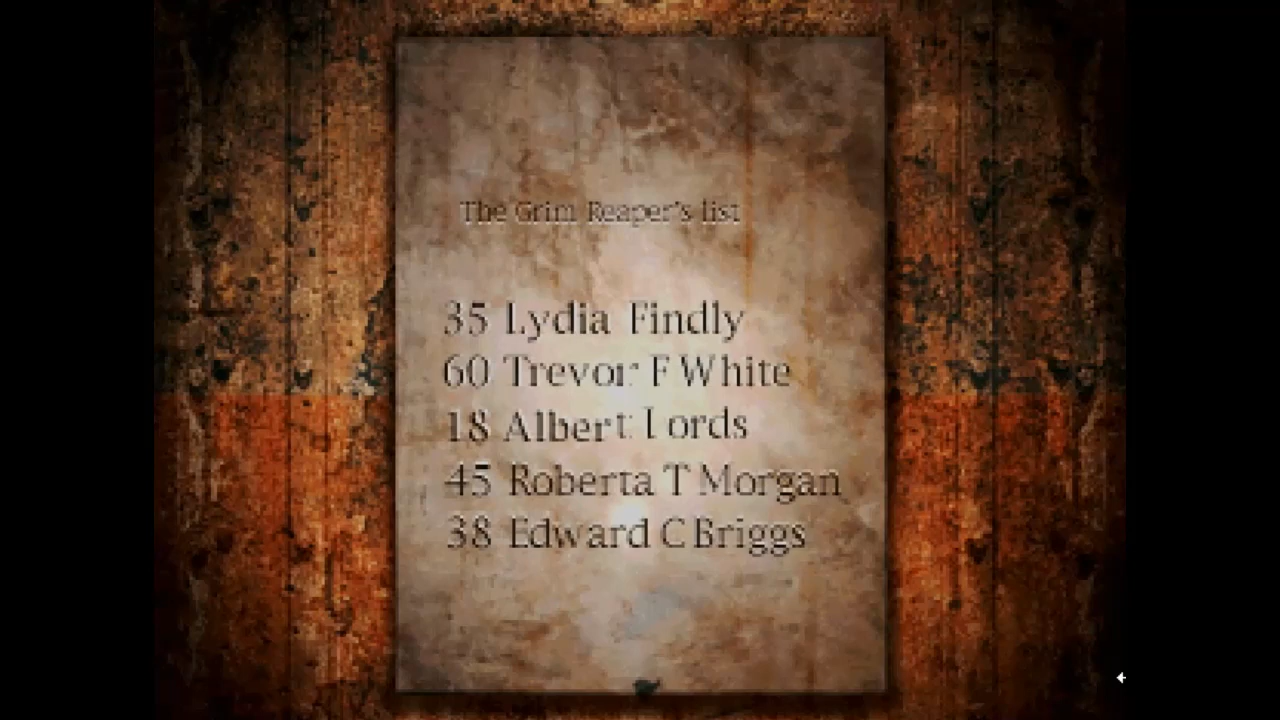 The Grim Reaper's list
35 Lydia Findly
60 Trevor F White
18 Albert Lords
45 Roberta T Morgan
38 Edward C Briggs